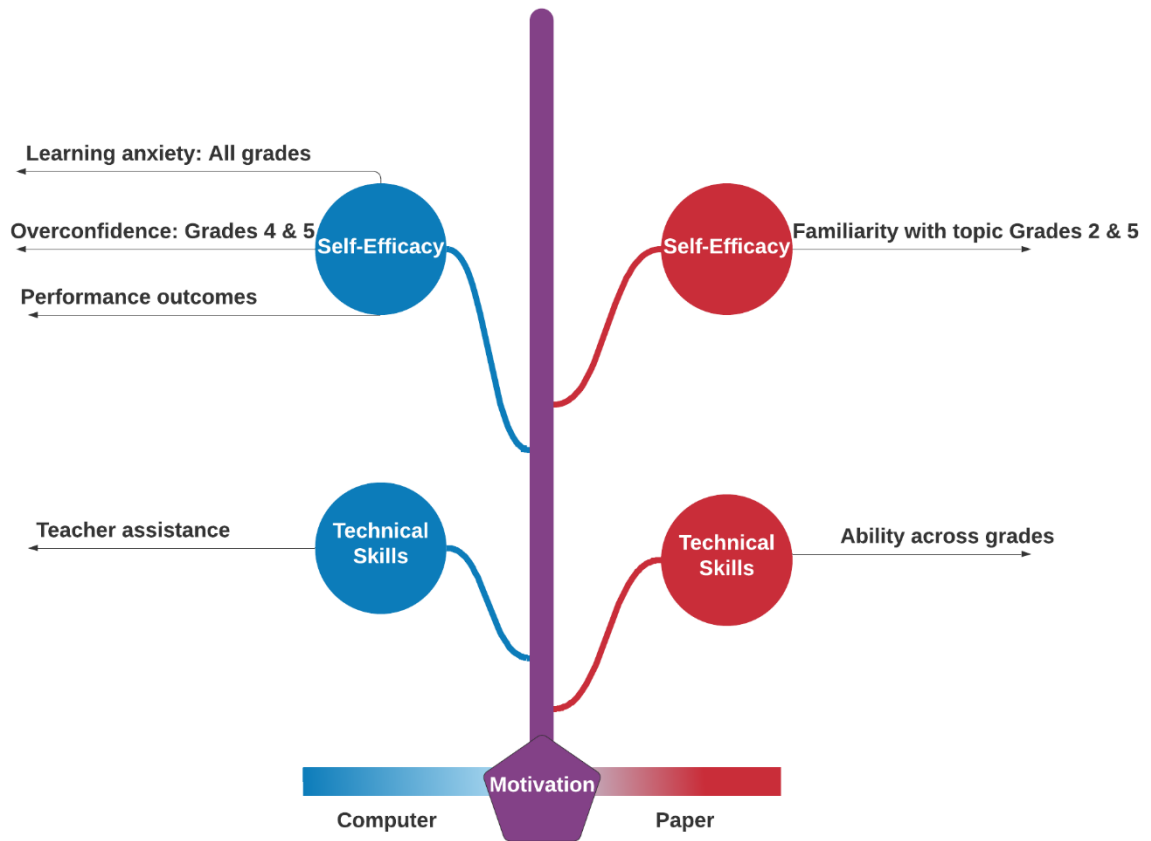 Learning anxiety: All grades
Overconfidence: Grades 4 & 5
Self-Efficacy
Performance outcomes
Self-Efficacy
Familiarity with topic Grades 2 & 5
Teacher assistance
Technical
Skills
Technical
Skills
Ability across grades
Motivation
Computer
Paper